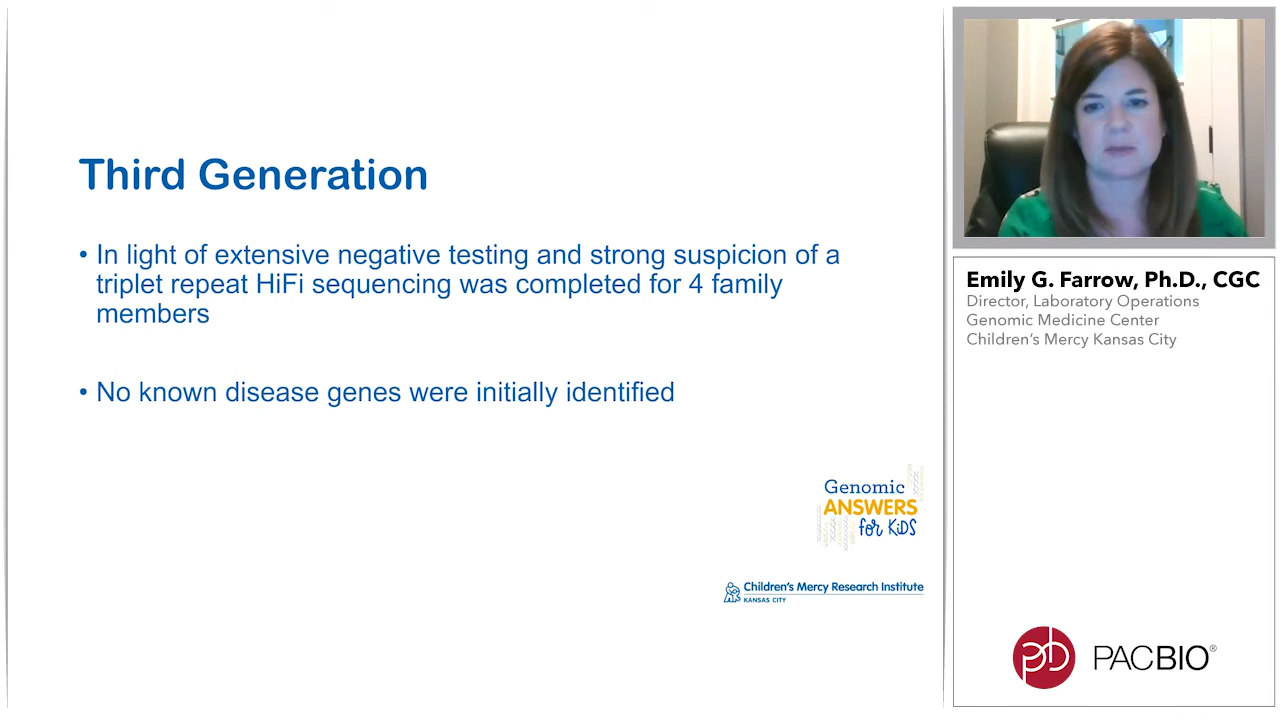 Third Generation
• In light of extensive negative testing and strong suspicion of a
triplet repeat HiFi sequencing was completed for 4 family
members
• No known disease genes were initially identified
Genomic
ANSWERS
for KiDS
Children's Mercy Research Institute
KANSAS CITY
Emily G. Farrow, Ph.D., CGC
Director, Laboratory Operations
Genomic Medicine Center
Children's Mercy Kansas City
PACBIO®